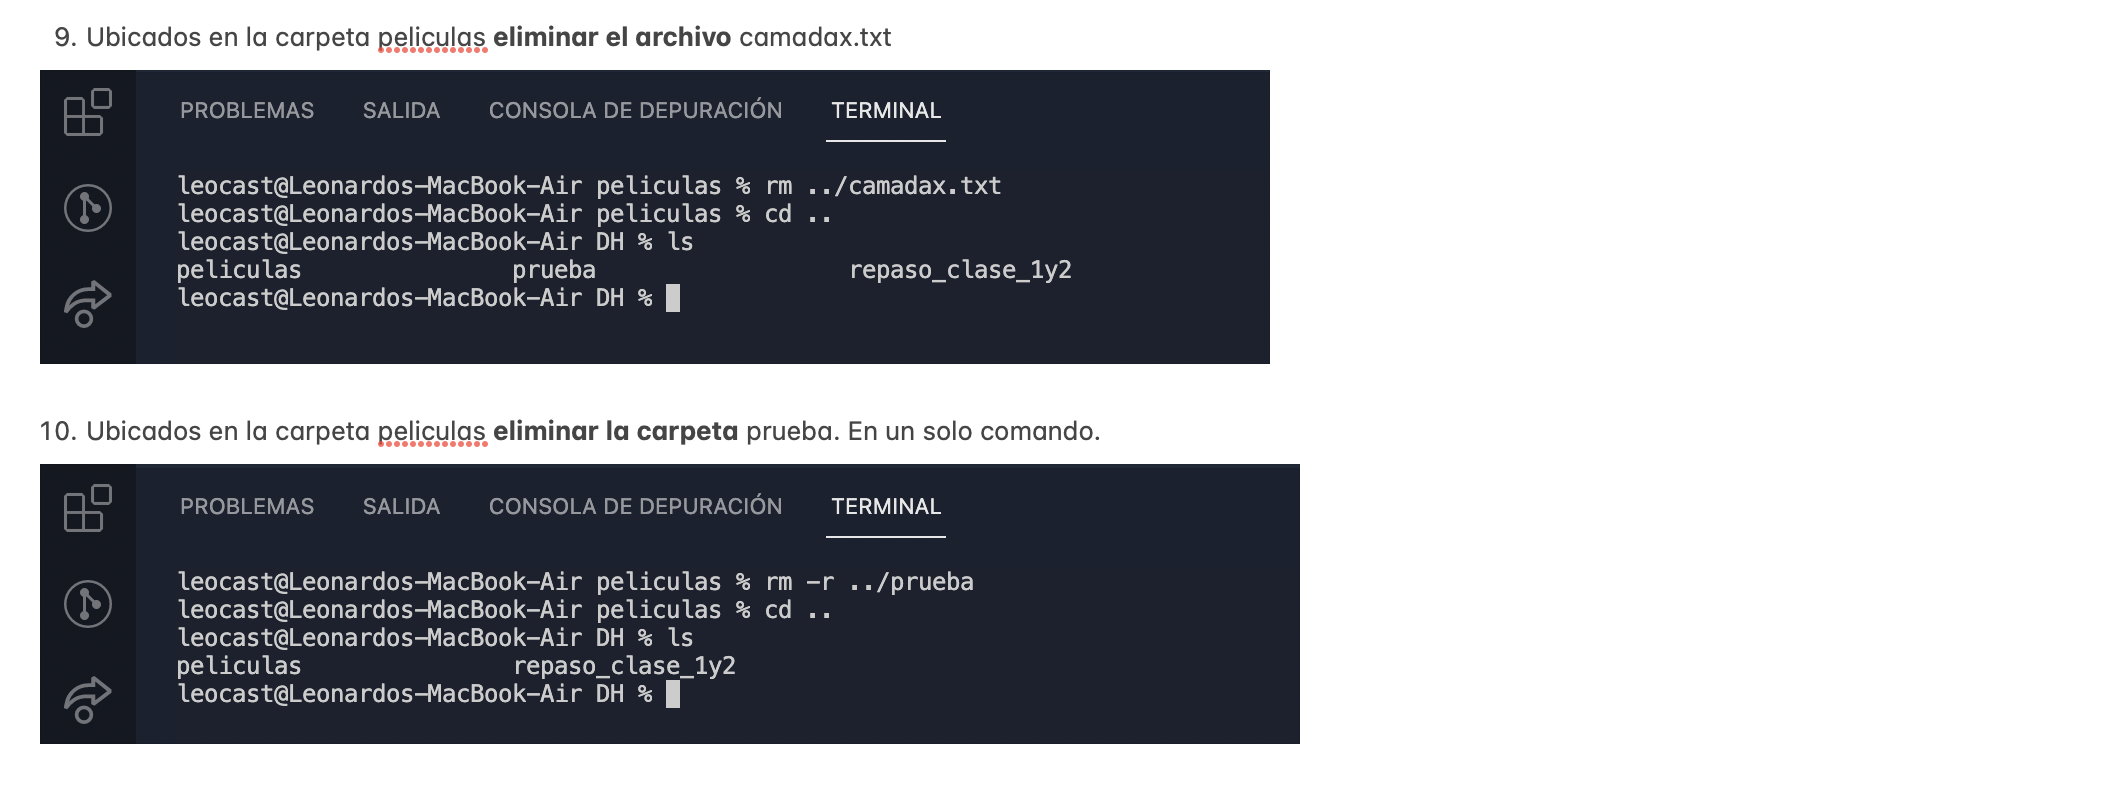 9. Ubicados en la carpeta peliculas eliminar el archivo camadax.txt
PROBLEMAS SALIDA CONSOLA DE DEPURACIÓN TERMINAL
leocast@Leonardos-MacBook-Air peliculas % rm ../camadax.txt
leocast@Leonardos-MacBook-Air peliculas % cd ..
leocast@Leonardos-MacBook-Air DH % ls
peliculas prueba repaso_clase_1y2
leocast@Leonardos-MacBook-Air DH %
10. Ubicados en la carpeta peliculas eliminar la carpeta prueba. En un solo comando.
PROBLEMAS SALIDA CONSOLA DE DEPURACIÓN TERMINAL
leocast@Leonardos-MacBook-Air peliculas % rm -r ../prueba
leocast@Leonardos-MacBook-Air peliculas % cd ..
leocast@Leonardos-MacBook-Air DH % ls
peliculas repaso_clase_1y2
leocast@Leonardos-MacBook-Air DH %